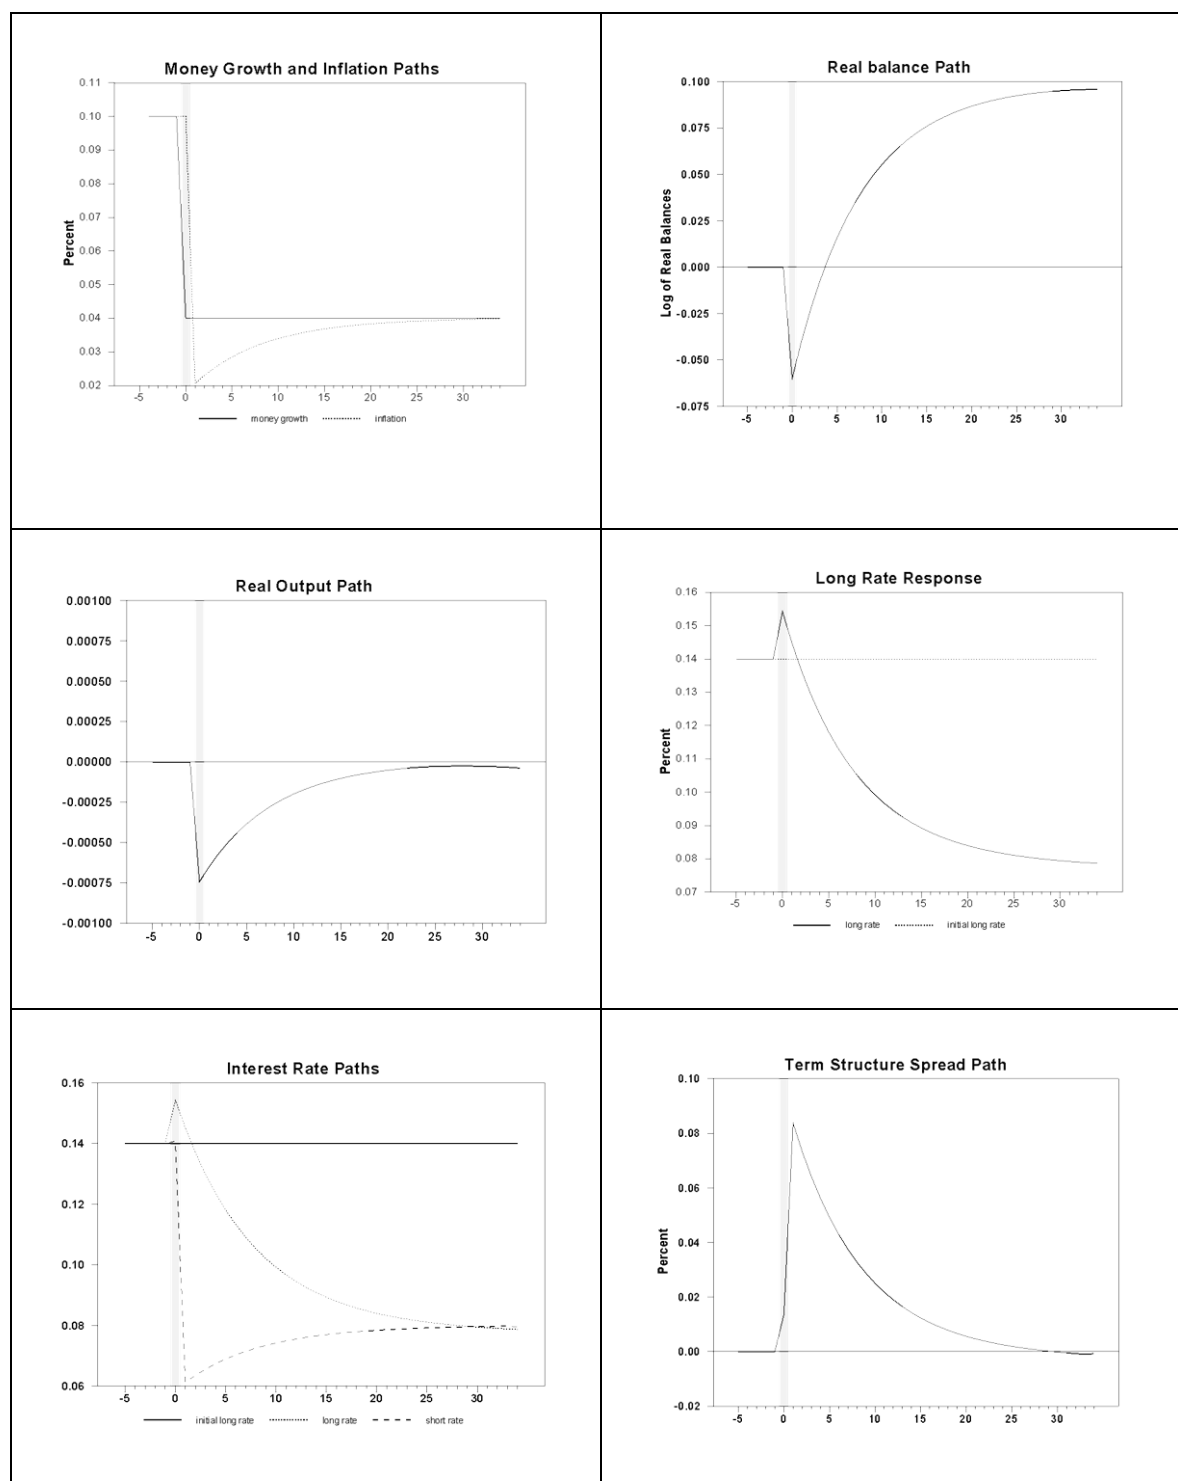 Money Growth and Inflation Paths
0.11
0.10
0.09
0.08
0.07
0.06
0.05
0.04
0.03
0.02
Percent
-5 0 5 10 15 20 25 30
money growth inflation
Real balance Path
0.100
0.075
0.050
0.025
0.000
-0.025
-0.050
-0.075
Log of Real Balances
-5 0 5 10 15 20 25 30
Real Output Path
0.00100
0.00075
0.00050
0.00025
0.00000
-0.00025
-0.00050
-0.00075
-0.00100
-5 0 5 10 15 20 25 30
Long Rate Response
0.16
0.15
0.14
0.13
0.12
0.11
0.10
0.09
0.08
0.07
Percent
-5 0 5 10 15 20 25 30
long rate initial long rate
Interest Rate Paths
0.16
0.14
0.12
0.10
0.08
0.06
-5 0 5 10 15 20 25 30
initial long rate long rate short rate
Term Structure Spread Path
0.10
0.08
0.06
0.04
0.02
0.00
-0.02
Percent
-5 0 5 10 15 20 25 30